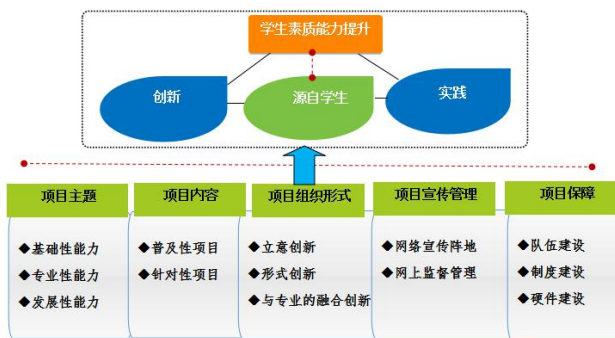 学生素质能力提升
创新
源自学生
实践
项目主题
项目内容
项目组织形式
项目宣传管理
项目保障
◆基础性能力
◆专业性能力
◆发展性能力
◆普及性项目
◆针对性项目
◆立意创新
◆形式创新
◆与专业的融合创新
◆网络宣传阵地
◆网上监督管理
◆队伍建设
◆制度建设
◆硬件建设